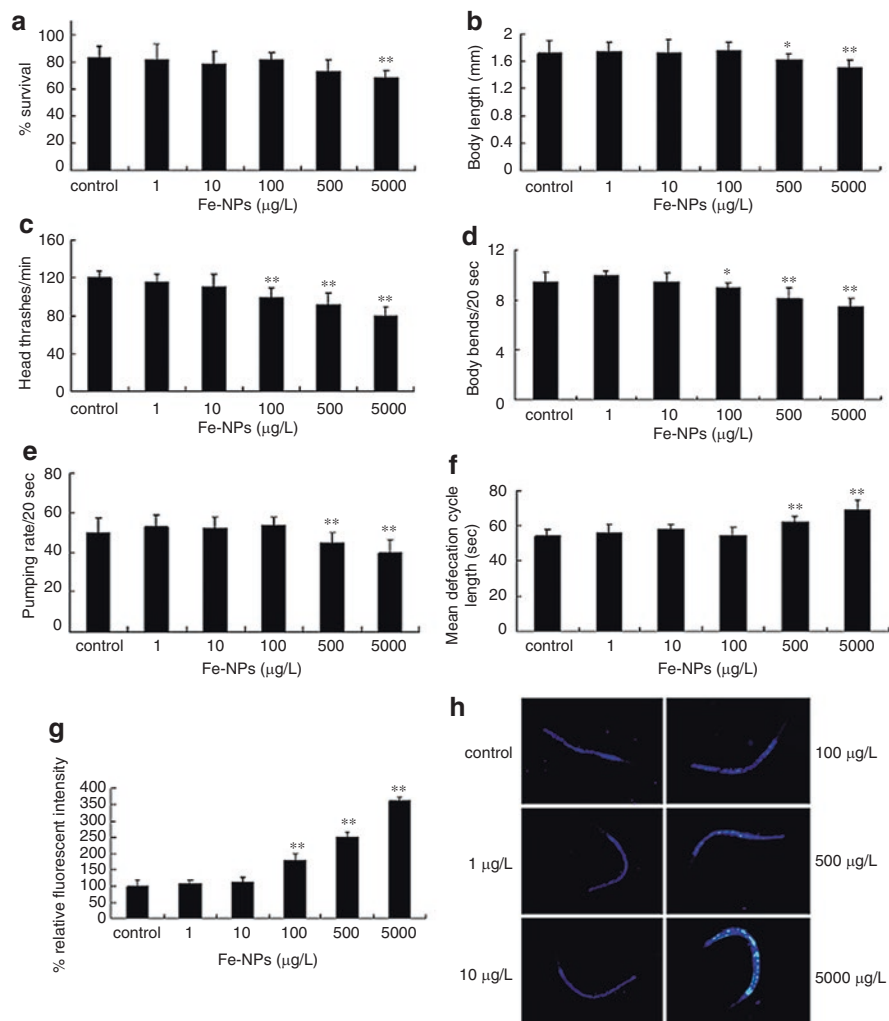 a
% survival
100
80
60
40
20
0
**
control 1 10 100 500 5000
Fe-NPs (μg/L)
b
Body length (mm)
2
1.6
1.2
0.8
0.4
0
* **
control 1 10 100 500 5000
Fe-NPs (μg/L)
c
Head thrashes/min
160
120
80
40
0
** ** **
control 1 10 100 500 5000
Fe-NPs (μg/L)
d
Body bends/20 sec
12
8
4
0
* ** **
control 1 10 100 500 5000
Fe-NPs (μg/L)
e
Pumping rate/20 sec
80
60
40
20
0
** **
control 1 10 100 500 5000
Fe-NPs (μg/L)
f
Mean defecation cycle
length (sec)
80
60
40
20
0
** **
control 1 10 100 500 5000
Fe-NPs (μg/L)
g
% relative fluorescent intensity
400
350
300
250
200
150
100
50
0
** ** **
control 1 10 100 500 5000
Fe-NPs (μg/L)
h
control
100 μg/L
1 μg/L
500 μg/L
10 μg/L
5000 μg/L